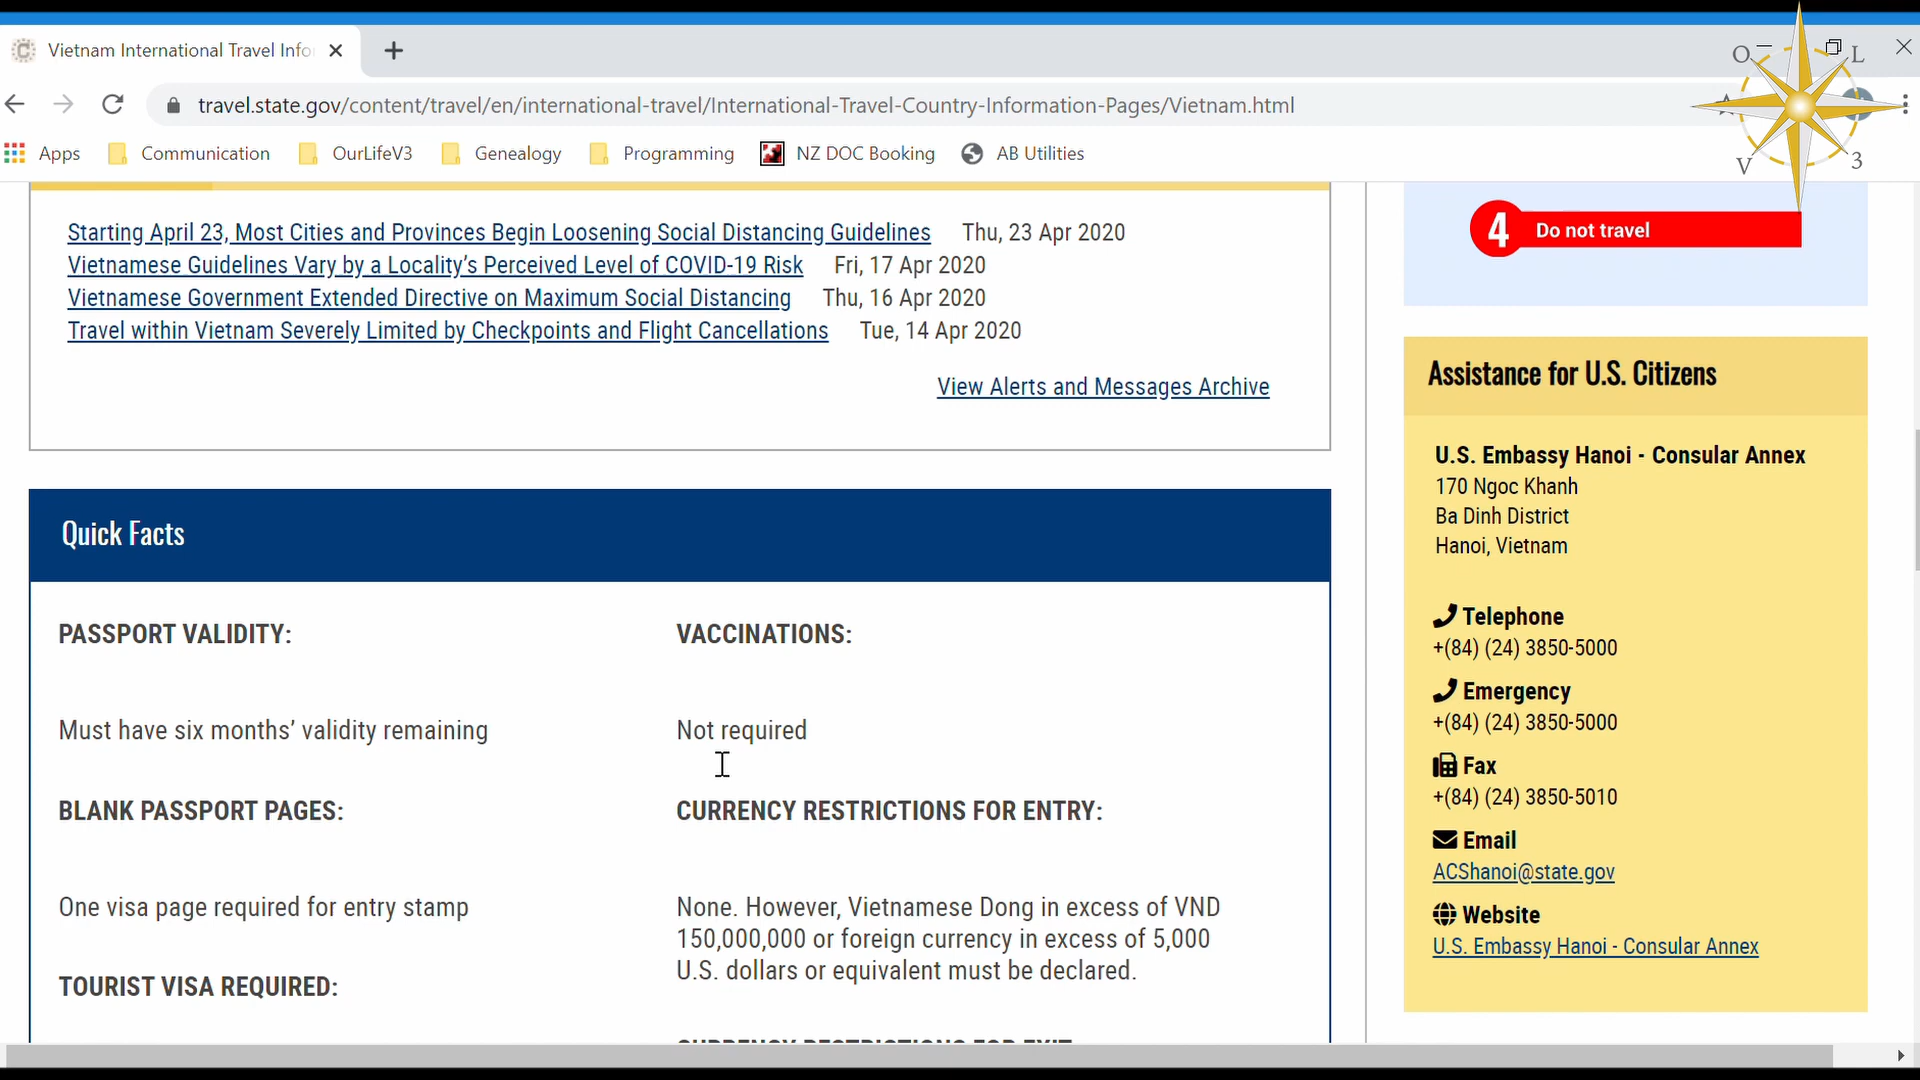 Vietnam International Travel Info
travel.state.gov/content/travel/en/international-travel/International-Travel-Country-Information-Pages/Vietnam.html
Apps
Communication
OurLifeV3
Genealogy
Programming
NZ DOC Booking
AB Utilities
O L
V 3
Starting April 23, Most Cities and Provinces Begin Loosening Social Distancing Guidelines Thu, 23 Apr 2020
Vietnamese Guidelines Vary by a Locality’s Perceived Level of COVID-19 Risk Fri, 17 Apr 2020
Vietnamese Government Extended Directive on Maximum Social Distancing Thu, 16 Apr 2020
Travel within Vietnam Severely Limited by Checkpoints and Flight Cancellations Tue, 14 Apr 2020
View Alerts and Messages Archive
Quick Facts
PASSPORT VALIDITY:
Must have six months’ validity remaining
BLANK PASSPORT PAGES:
One visa page required for entry stamp
TOURIST VISA REQUIRED:
VACCINATIONS:
Not required
CURRENCY RESTRICTIONS FOR ENTRY:
None. However, Vietnamese Dong in excess of VND
150,000,000 or foreign currency in excess of 5,000
U.S. dollars or equivalent must be declared.
CURRENCY RESTRICTIONS FOR EXIT
4 Do not travel
Assistance for U.S. Citizens
U.S. Embassy Hanoi - Consular Annex
170 Ngoc Khanh
Ba Dinh District
Hanoi, Vietnam
Telephone
+(84) (24) 3850-5000
Emergency
+(84) (24) 3850-5000
Fax
+(84) (24) 3850-5010
Email
ACShanoi@state.gov
Website
U.S. Embassy Hanoi - Consular Annex